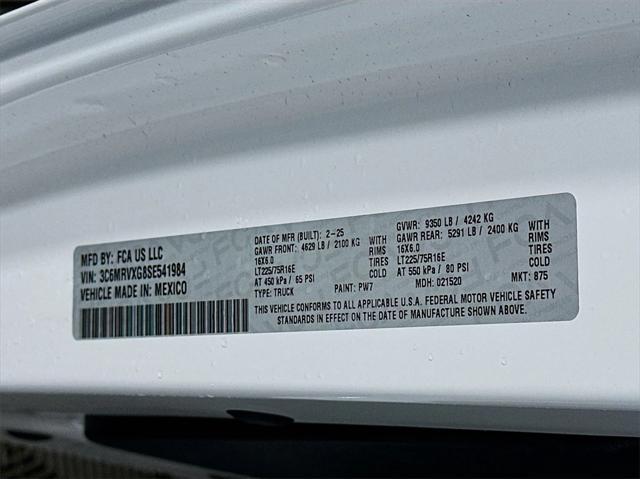 MFD BY: FCA US LLC
VIN: 3C6MRVXG8SE541984
VEHICLE MADE IN: MEXICO
DATE OF MFR (BUILT): 2-25
GAWR FRONT: 4629 LB / 2100 KG WITH
16X6.0 RIMS
LT225/75R16E TIRES
AT 450 kPa / 65 PSI COLD
TYPE: TRUCK PAINT: PW7
GVWR: 9350 LB / 4242 KG
GAWR REAR: 5291 LB / 2400 KG WITH
16X6.0 RIMS
LT225/75R16E TIRES
AT 550 kPa / 80 PSI COLD
MDH: 021520 MKT: 875
THIS VEHICLE CONFORMS TO ALL APPLICABLE U.S.A. FEDERAL MOTOR VEHICLE SAFETY
STANDARDS IN EFFECT ON THE DATE OF MANUFACTURE SHOWN ABOVE.